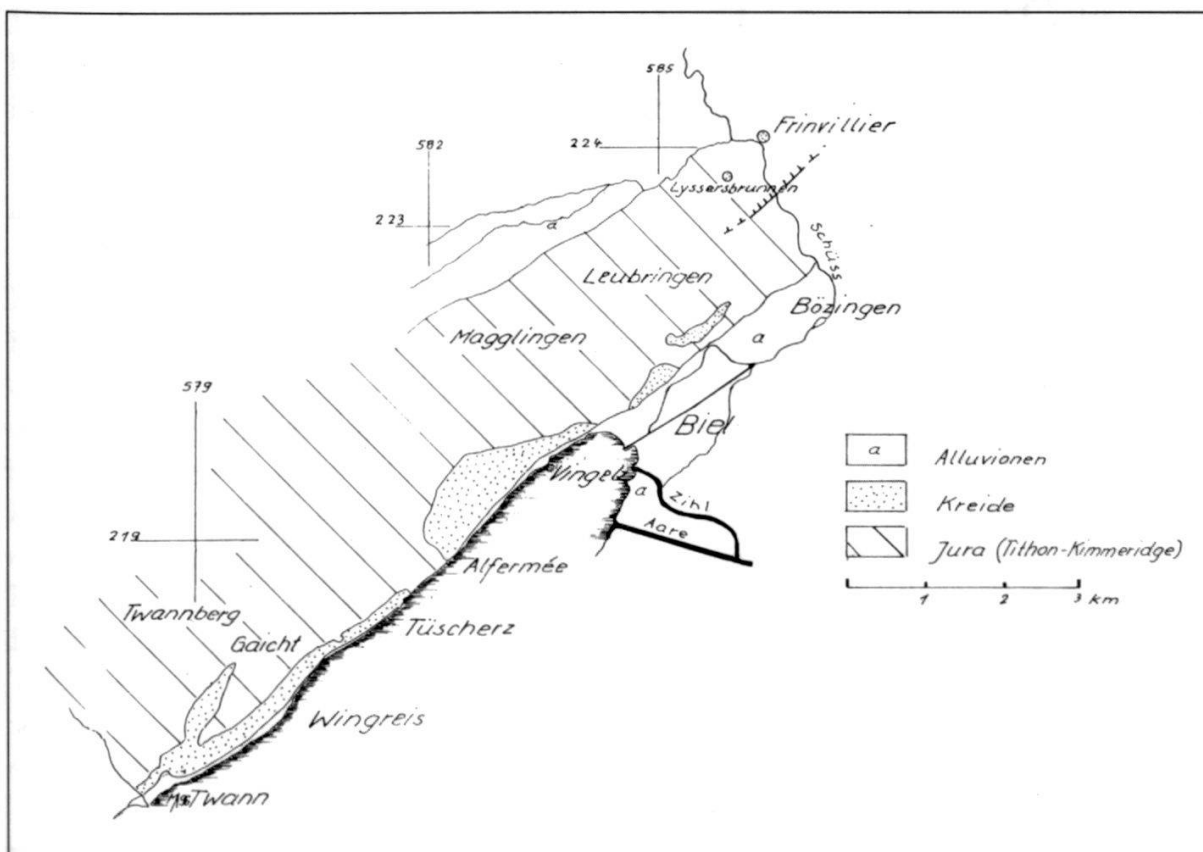 585
Frinvillier
582
224
Lyssersbrunnen
223
a
Schüss
Leubringen
Bözingen
Magglingen
a
579
Biel
a Alluvionen
Vingelz
a
Zihl
Kreide
219
Aare
Jura (Tithon-Kimmeridge)
Alfermée
1 2 3 km
Twannberg
Tüscherz
Gaicht
Wingreis
Twann